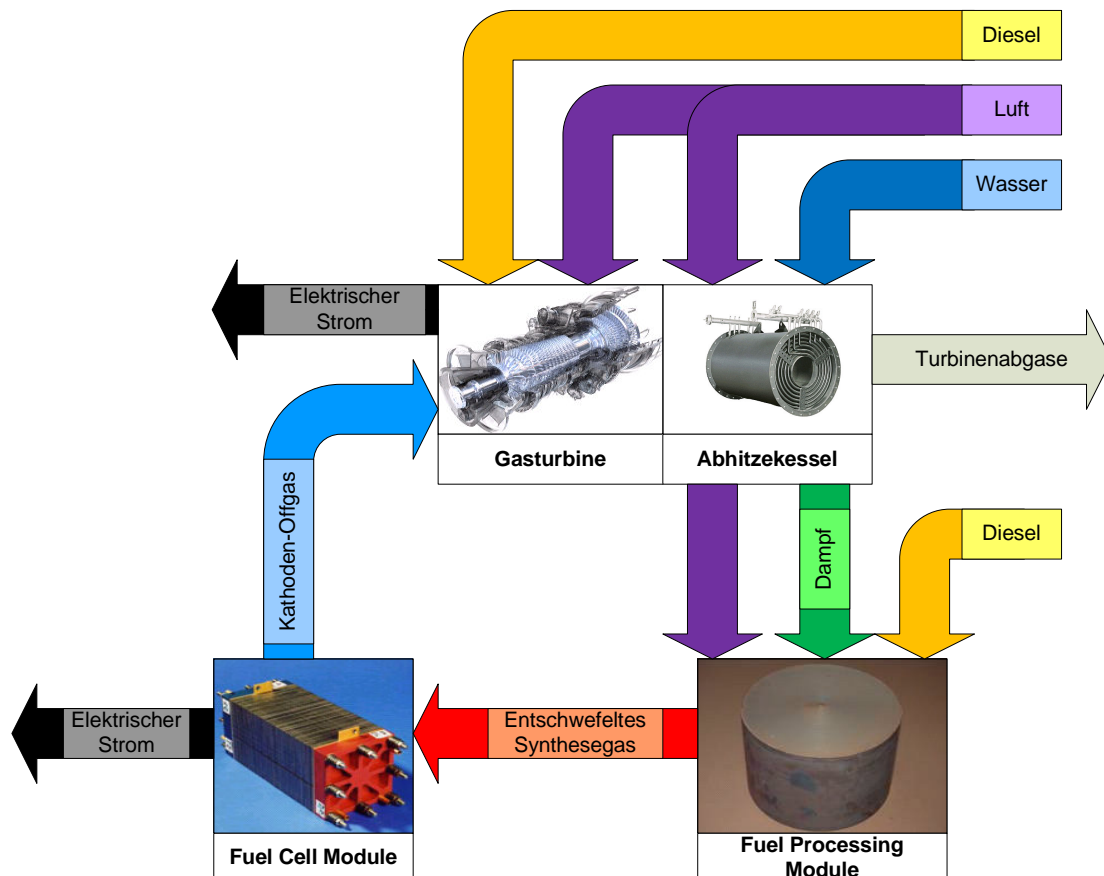 Diesel
Luft
Wasser
Elektrischer
Strom
Turbinenabgase
Gasturbine
Abhitzekessel
Kathoden-Offgas
Dampf
Diesel
Elektrischer
Strom
Entschwefeltes
Synthesegas
Fuel Cell Module
Fuel Processing
Module